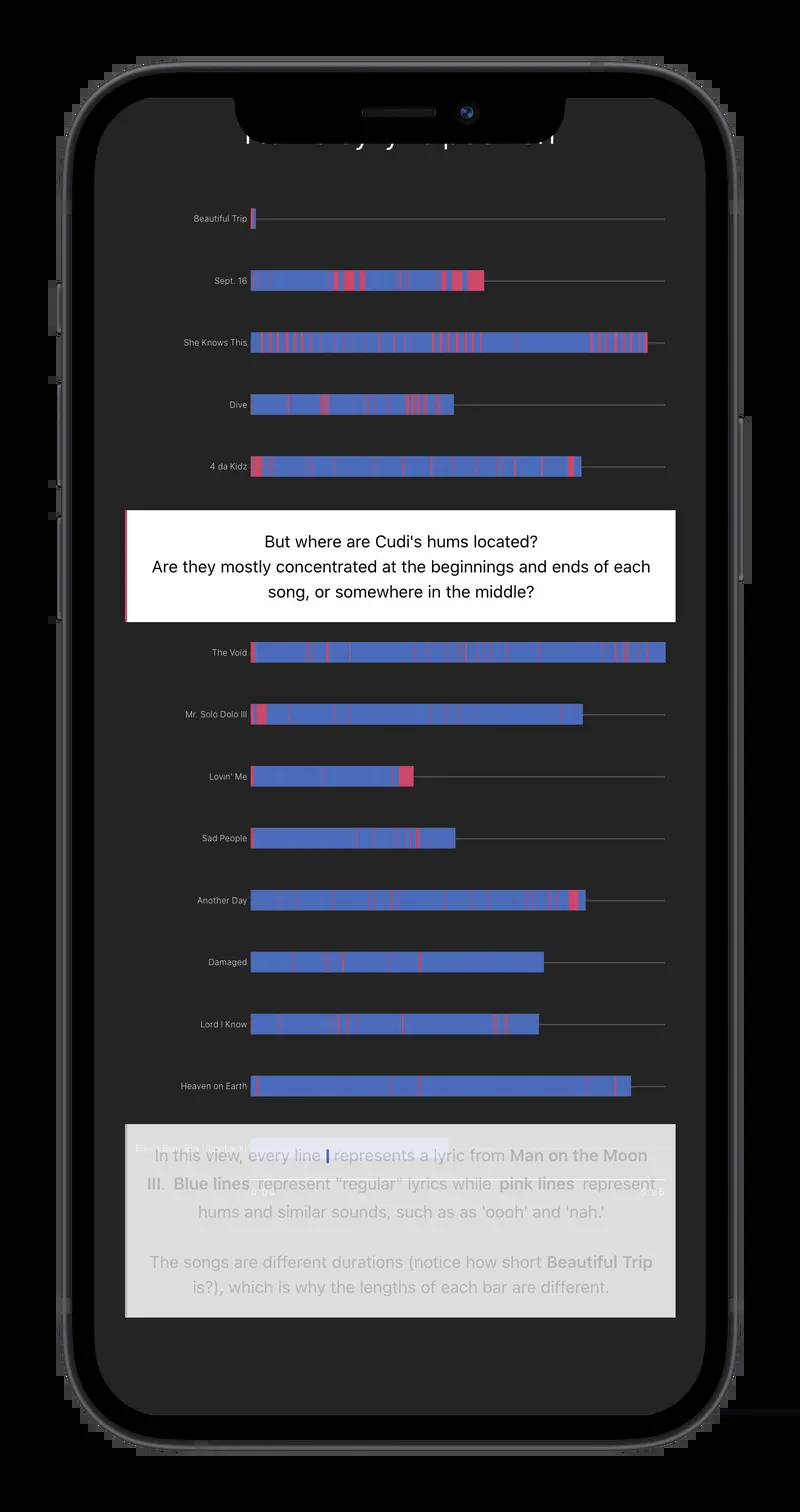 Beautiful Trip
Sept. 16
She Knows This
Dive
4 da Kidz
But where are Cudi's hums located?
Are they mostly concentrated at the beginnings and ends of each
song, or somewhere in the middle?
The Void
Mr. Solo Dolo III
Lovin' Me
Sad People
Another Day
Damaged
Lord I Know
Heaven on Earth
In this view, every line represents a lyric from Man on the Moon
III. Blue lines represent "regular" lyrics while pink lines represent
hums and similar sounds, such as as 'oooh' and 'nah.'
The songs are different durations (notice how short Beautiful Trip
is?), which is why the lengths of each bar are different.